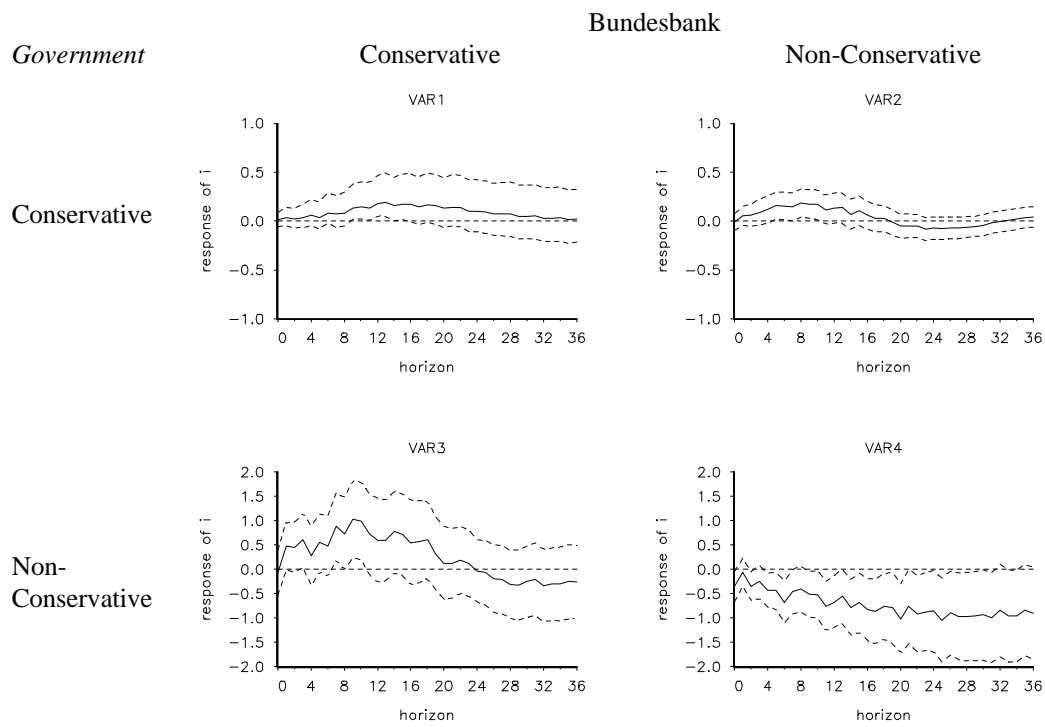 Bundesbank
Government Conservative Non-Conservative
VAR1 VAR2
Conservative
1.0
0.5
0.0
−0.5
−1.0
response of i
0 4 8 12 16 20 24 28 32 36
horizon
1.0
0.5
0.0
−0.5
−1.0
response of i
0 4 8 12 16 20 24 28 32 36
horizon
VAR3 VAR4
Non-
Conservative
2.0
1.5
1.0
0.5
0.0
−0.5
−1.0
−1.5
−2.0
response of i
0 4 8 12 16 20 24 28 32 36
horizon
2.0
1.5
1.0
0.5
0.0
−0.5
−1.0
−1.5
−2.0
response of i
0 4 8 12 16 20 24 28 32 36
horizon